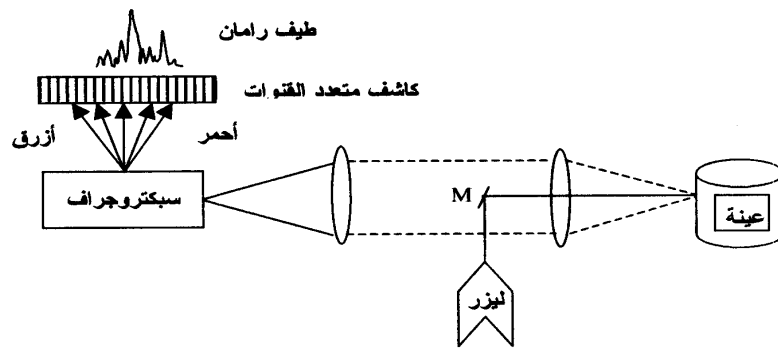 طيف رامان
كاشف متعدد القنوات
أحمر
أزرق
سبكتروجراف
M
عينة
ليزر